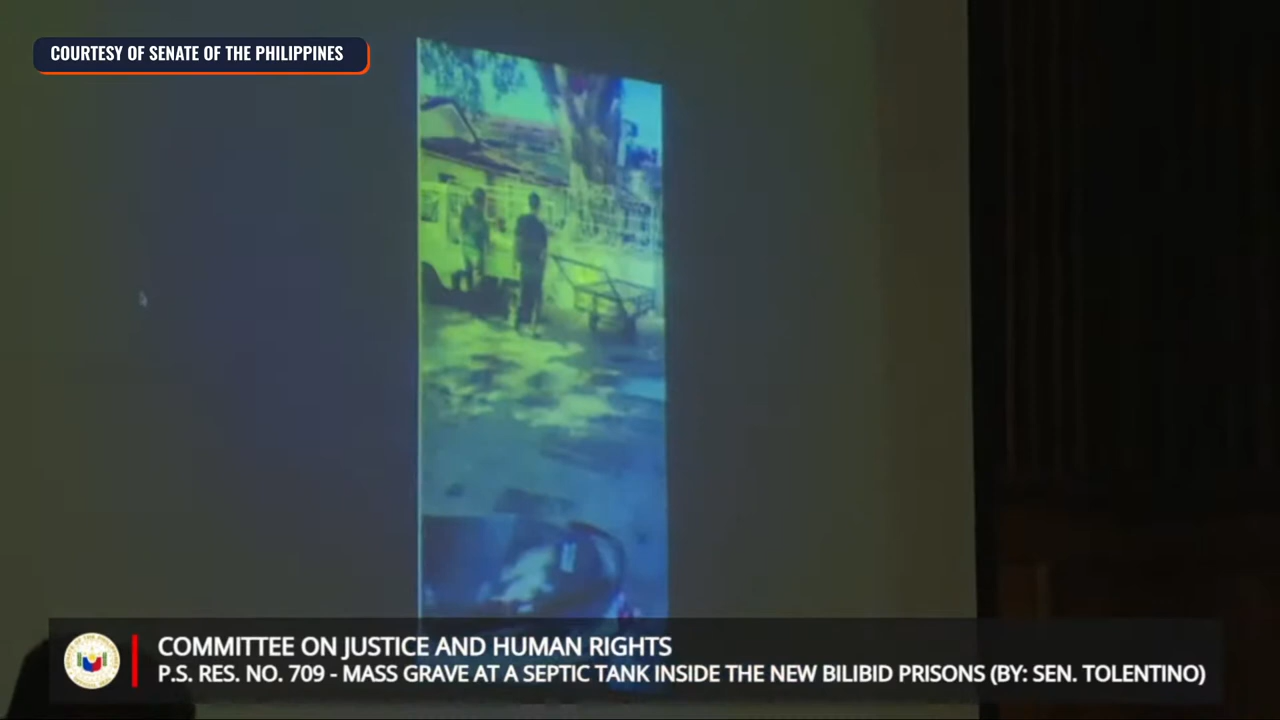 COURTESY OF SENATE OF THE PHILIPPINES
COMMITTEE ON JUSTICE AND HUMAN RIGHTS
P.S. RES. NO. 709 - MASS GRAVE AT A SEPTIC TANK INSIDE THE NEW BILIBID PRISONS (BY: SEN. TOLENTINO)